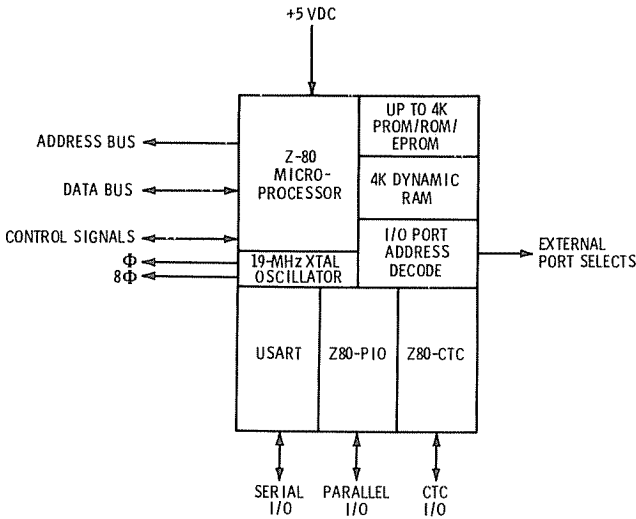 +5 VDC
UP TO 4K
PROM/ROM/
EPROM
ADDRESS BUS
Z-80
MICRO-
PROCESSOR
DATA BUS
4K DYNAMIC
RAM
CONTROL SIGNALS
I/O PORT
ADDRESS
DECODE
EXTERNAL
PORT SELECTS
Φ
8Φ
19-MHz XTAL
OSCILLATOR
USART
Z80-PIO
Z80-CTC
SERIAL
I/O
PARALLEL
I/O
CTC
I/O